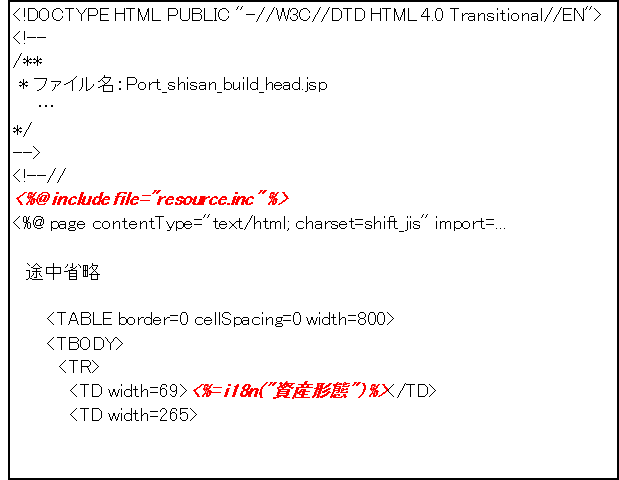 <!DOCTYPE HTML PUBLIC "-//W3C//DTD HTML 4.0 Transitional//EN">
<!--
/**
* ファイル名：Port_shisan_build_head.jsp
…
*/
-->
<!--//
<%@ include file="resource.inc" %>
<%@ page contentType="text/html; charset=shift_jis" import=...
途中省略
<TABLE border=0 cellSpacing=0 width=800>
<TBODY>
<TR>
<TD width=69> <%=i18n("資産形態")%></TD>
<TD width=265>